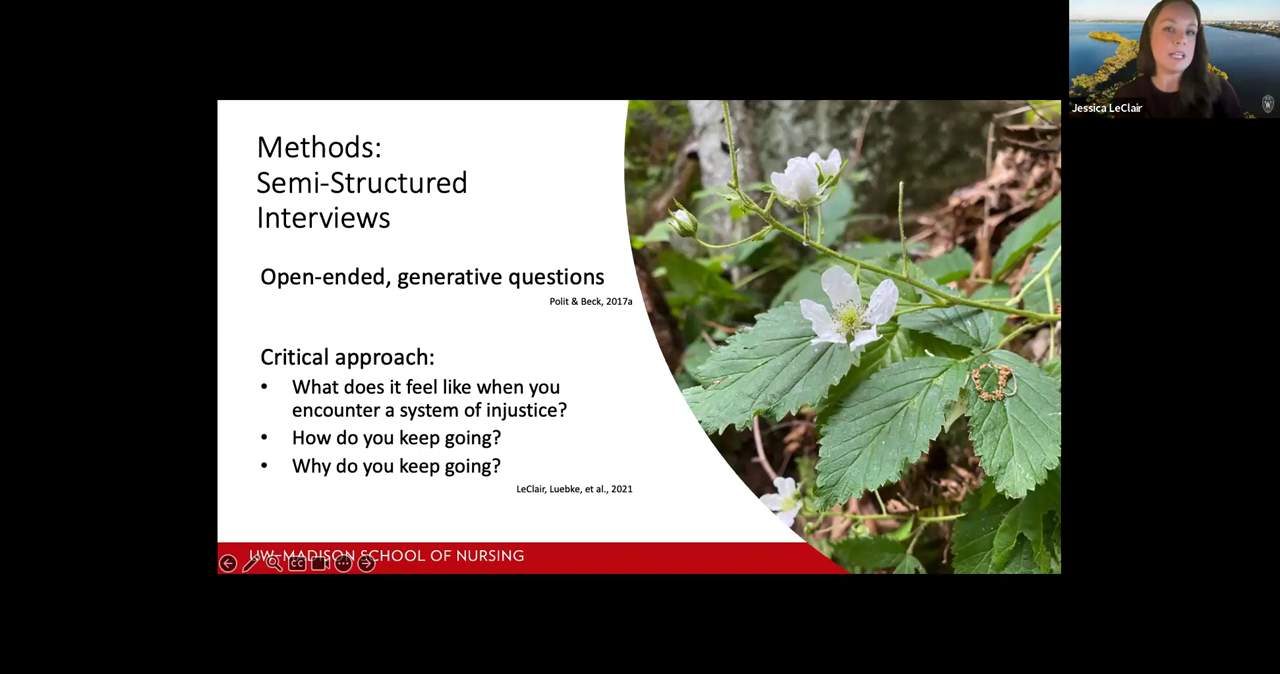 Jessica LeClair
Methods:
Semi-Structured
Interviews
Open-ended, generative questions
Polit & Beck, 2017a
Critical approach:
• What does it feel like when you
encounter a system of injustice?
• How do you keep going?
• Why do you keep going?
LeClair, Luebke, et al., 2021
UW–MADISON SCHOOL OF NURSING
CC
W